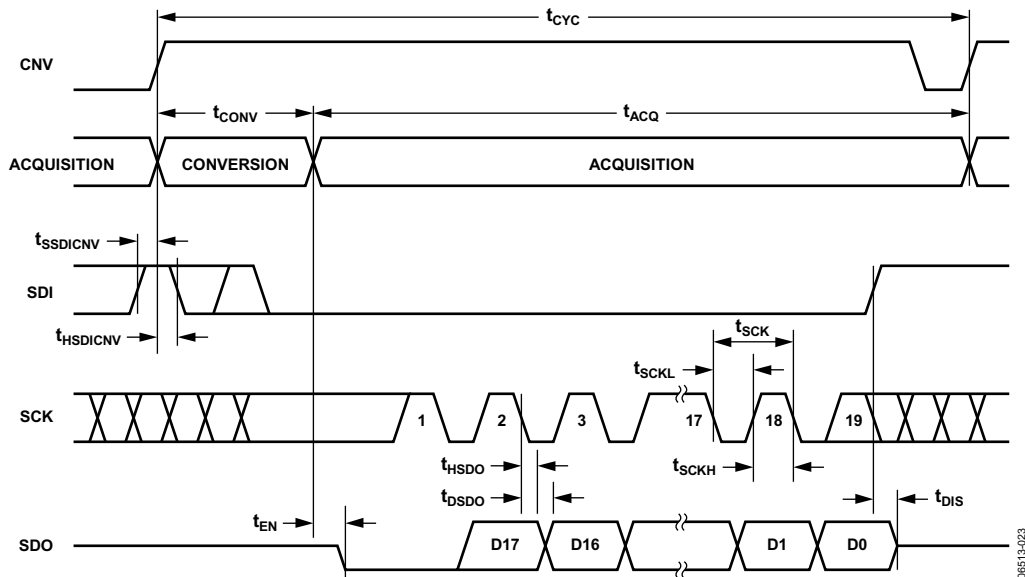 tCYC
CNV
tCONV
tACQ
ACQUISITION
CONVERSION
ACQUISITION
tSSDICNV
SDI
tHSDICNV
tSCK
tSCKL
SCK
1
2
3
17
18
19
tHSDO
tSCKH
tDSDO
tEN
tDIS
SDO
D17
D16
D1
D0
06513-023